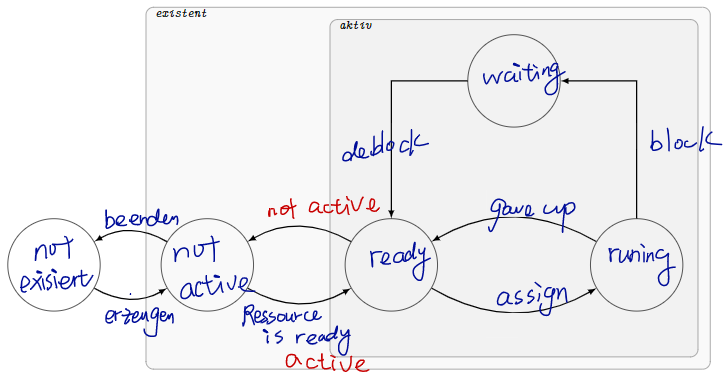 existent
aktiv
waiting
deblock
block
beenden
not active
gave up
not
exisiert
not
active
ready
runing
erzeugen
Ressource
is ready
active
assign